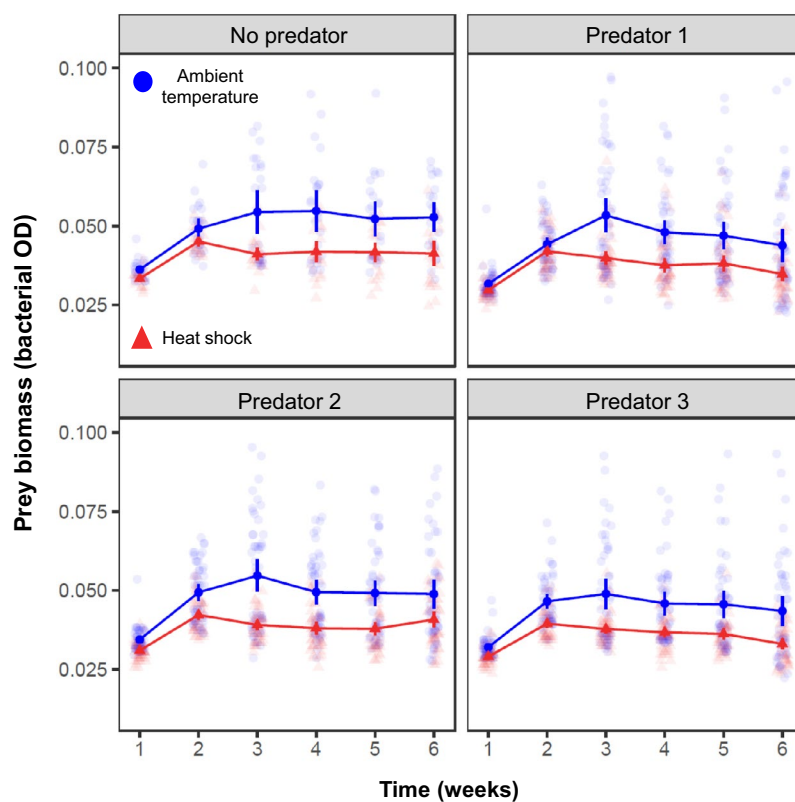 No predator
Predator 1
Ambient
temperature
Heat shock
0.100
0.075
0.050
0.025
Predator 2
Predator 3
0.100
0.075
0.050
0.025
Prey biomass (bacterial OD)
1 2 3 4 5 6
1 2 3 4 5 6
Time (weeks)